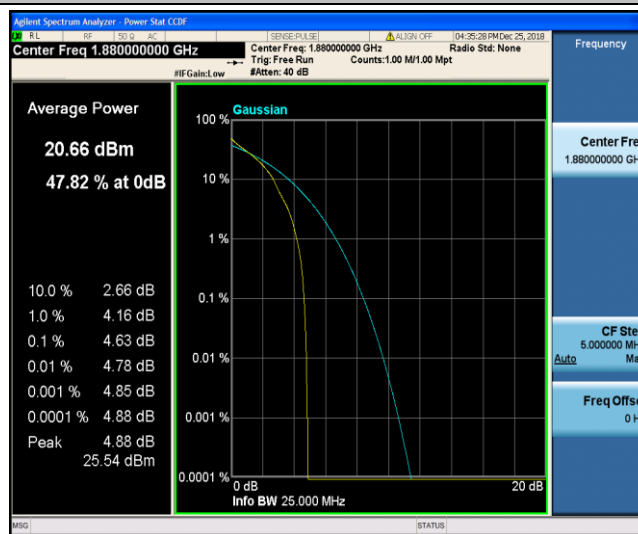 Agilent Spectrum Analyzer - Power Stat CCDF
RL RF 50 Ω AC SENSE:PULSE ALIGN OFF 04:35:28 PM Dec 25, 2018
Center Freq 1.880000000 GHz
Center Freq: 1.880000000 GHz Radio Std: None
Trig: Free Run Counts:1.00 M/1.00 Mpt
#IFGain:Low #Atten: 40 dB
Frequency
Average Power
20.66 dBm
47.82 % at 0dB
10.0 % 2.66 dB
1.0 % 4.16 dB
0.1 % 4.63 dB
0.01 % 4.78 dB
0.001 % 4.85 dB
0.0001 % 4.88 dB
Peak 4.88 dB
25.54 dBm
Gaussian
100 %
10 %
1 %
0.1 %
0.01 %
0.001 %
0.0001 %
0 dB 20 dB
Info BW 25.000 MHz
Center Fre
1.880000000 GH
CF Ste
5.000000 MH
Auto Ma
Freq Offs
0 H
MSG STATUS